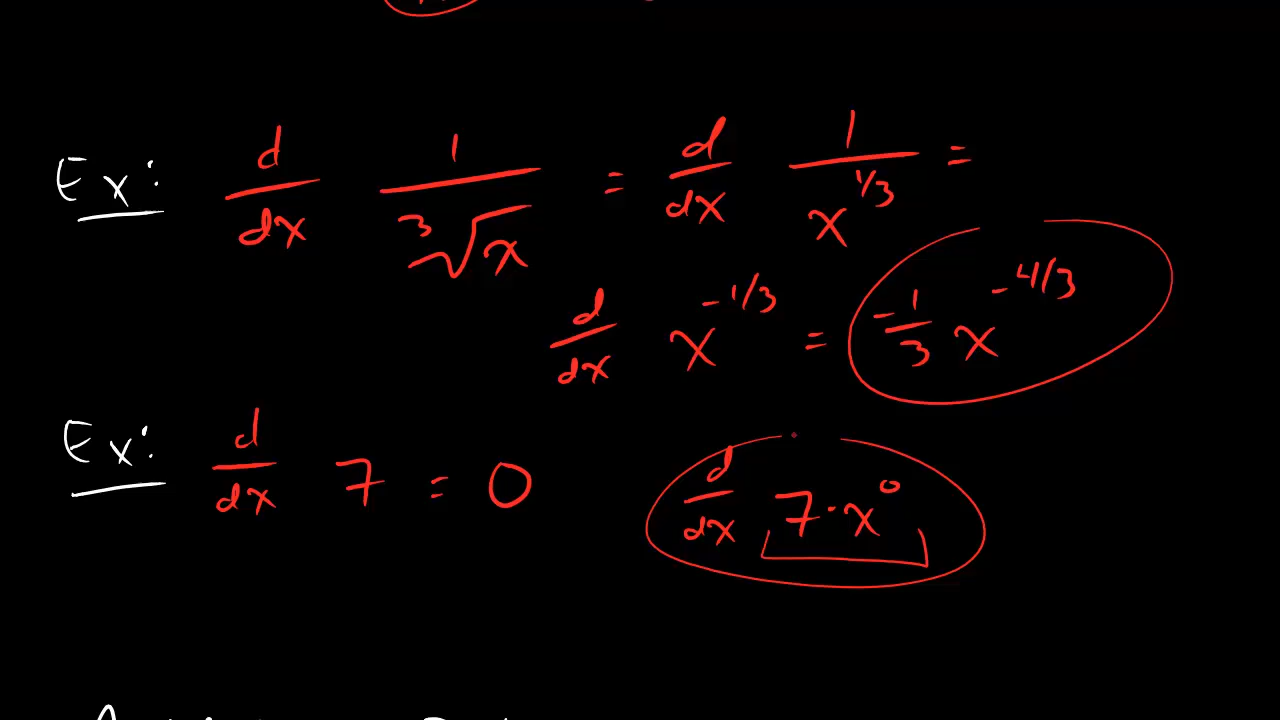 Ex: d/dx 1/∛x = d/dx 1/x^{1/3} =
d/dx x^{-1/3} = -1/3 x^{-4/3}
Ex: d/dx 7 = 0 d/dx 7·x^0